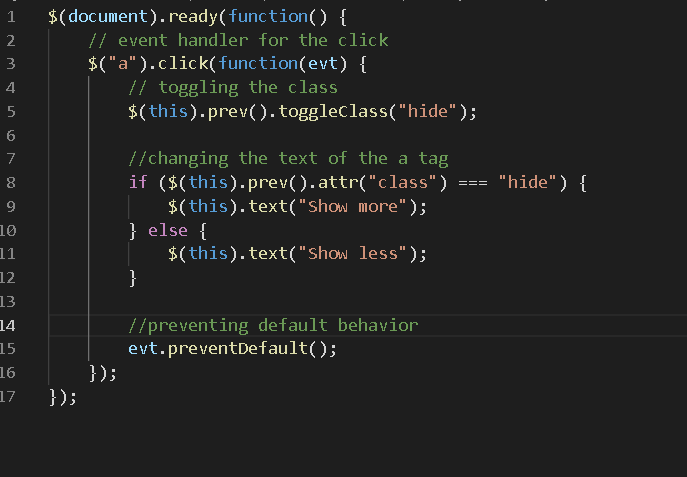 1 $(document).ready(function() {
2 // event handler for the click
3 $("a").click(function(evt) {
4 // toggling the class
5 $(this).prev().toggleClass("hide");
6
7 //changing the text of the a tag
8 if ($(this).prev().attr("class") === "hide") {
9 $(this).text("Show more");
10 } else {
11 $(this).text("Show less");
12 }
13
14 //preventing default behavior
15 evt.preventDefault();
16 });
17 });